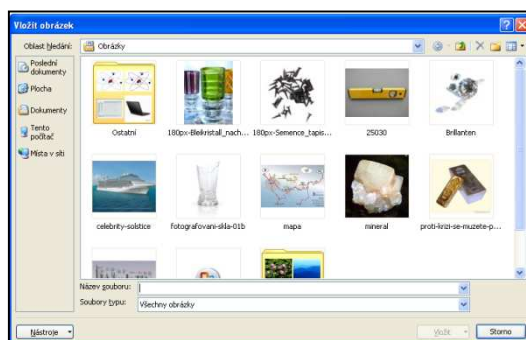 Vložit obrázek
Oblast hledání:
Obrázky
Poslední dokumenty
Plocha
Dokumenty
Tento počítač
Místa v síti
Ostatní
180px-Bleikristall_nach...
180px-Semence_tapis...
25030
Brillanten
celebrity-solstice
fotografovani-skla-01b
mapa
mineral
proti-krizi-se-muzete-p...
Název souboru:
Soubory typu:
Všechny obrázky
Nástroje
Vložit
Storno